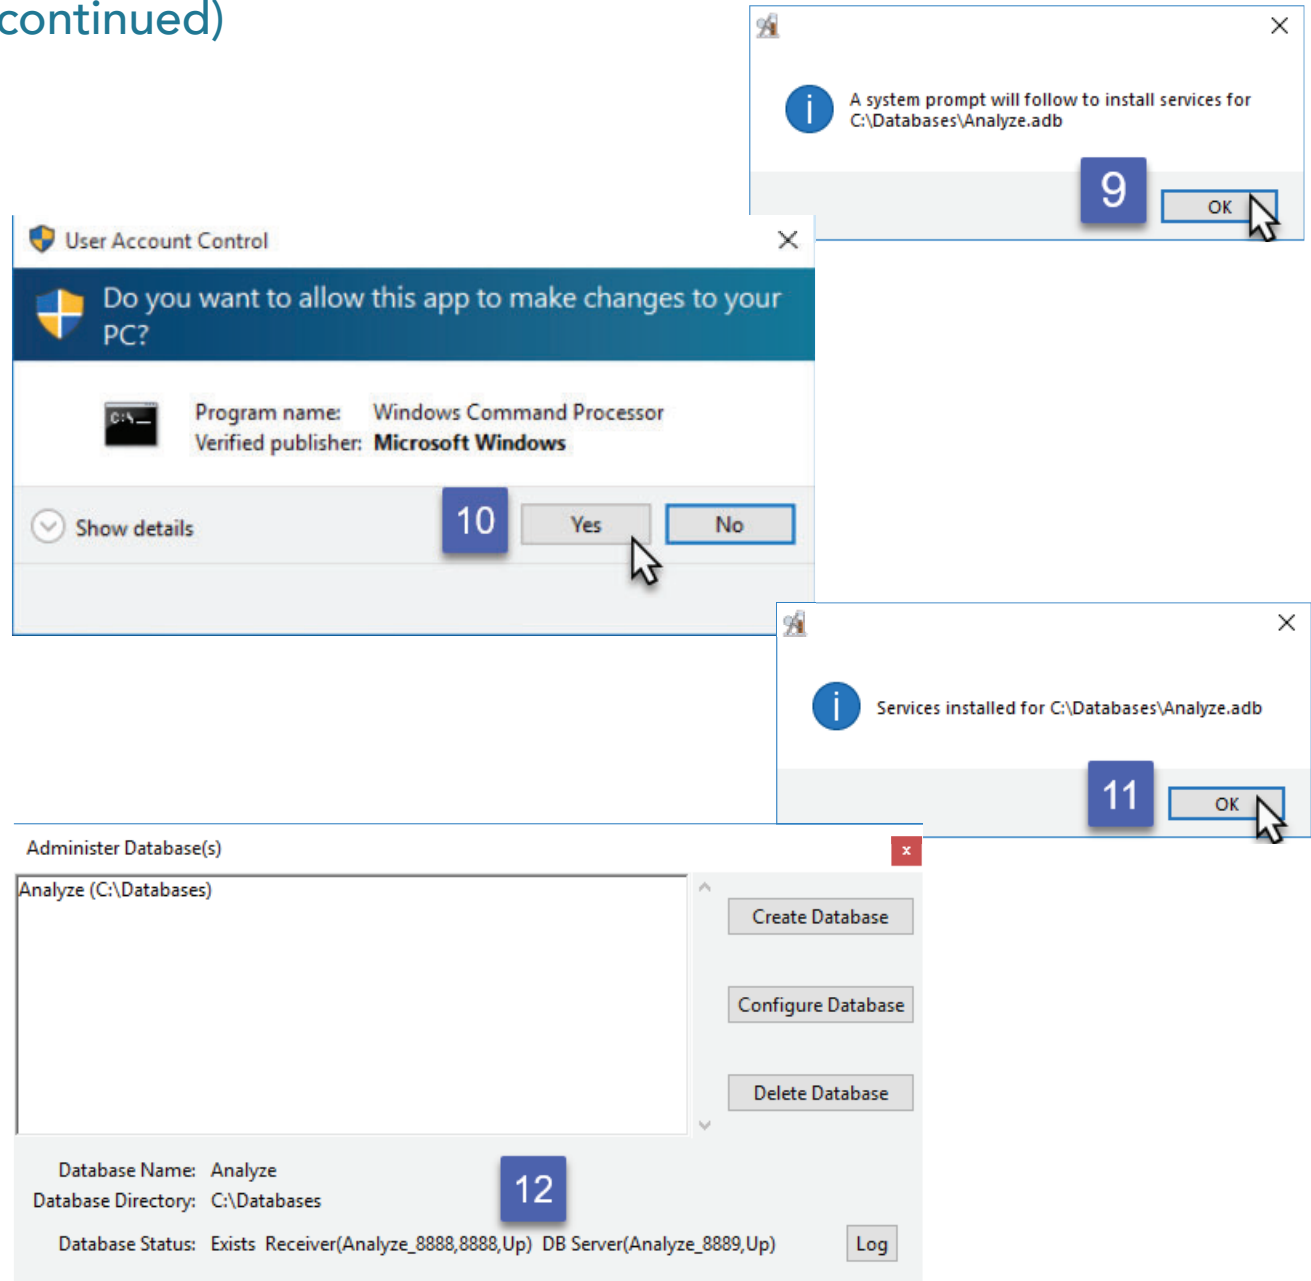 continued)
A system prompt will follow to install services for
C:\Databases\Analyze.adb
9
OK
User Account Control
Do you want to allow this app to make changes to your
PC?
C:\_
Program name: Windows Command Processor
Verified publisher: Microsoft Windows
Show details
10
Yes
No
Services installed for C:\Databases\Analyze.adb
11
OK
Administer Database(s)
x
Analyze (C:\Databases)
Create Database
Configure Database
Delete Database
Database Name: Analyze
12
Database Directory: C:\Databases
Database Status: Exists Receiver(Analyze_8888,8888,Up) DB Server(Analyze_8889,Up)
Log